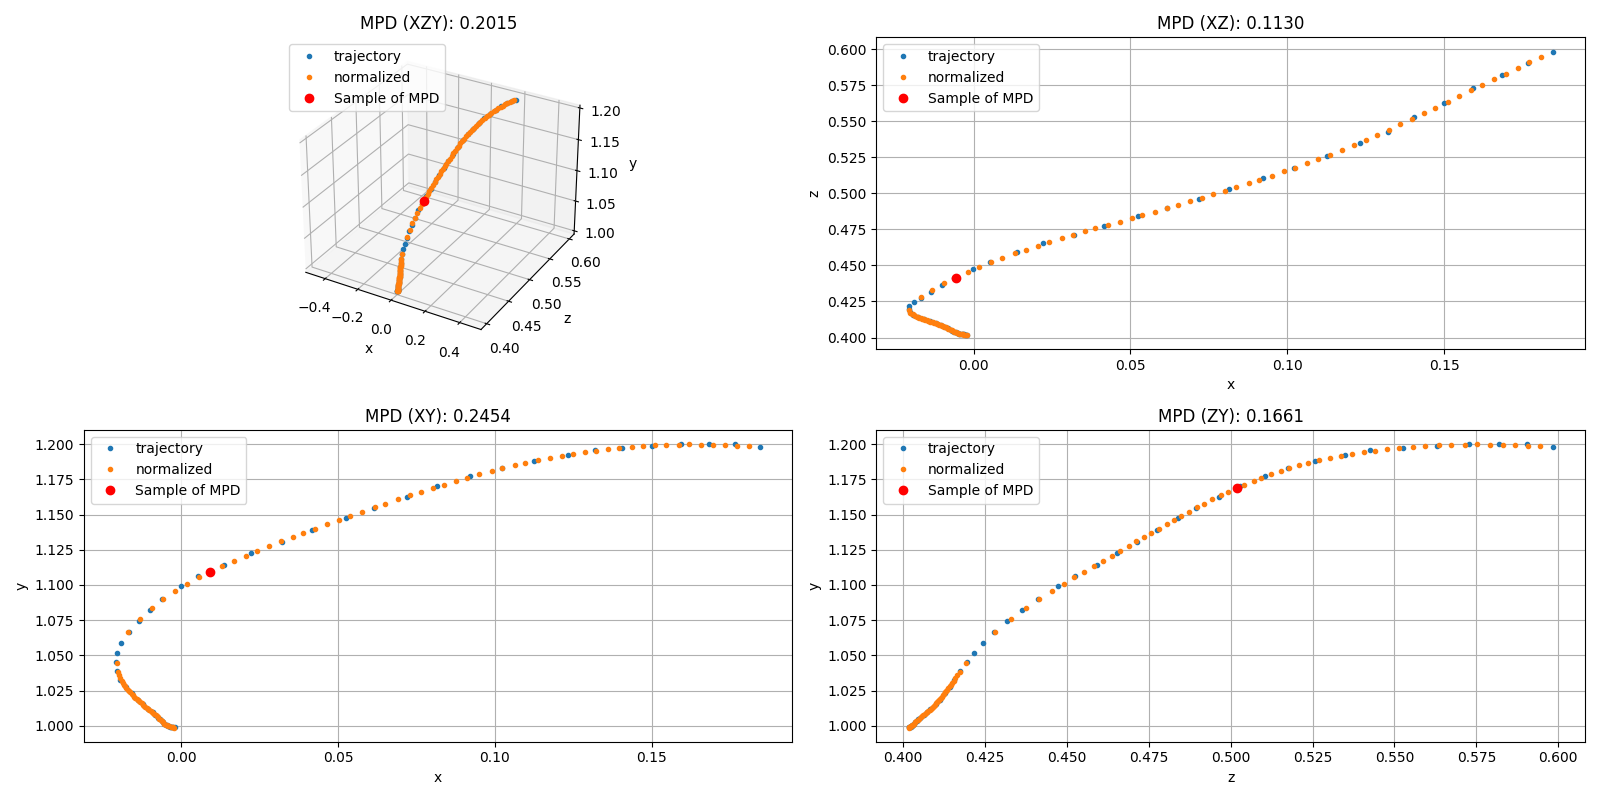 MPD (XZY): 0.2015
trajectory
normalized
Sample of MPD
1.20
1.15
1.10
1.05
1.00
y
0.60
0.55
0.50
0.45
0.40
z
−0.4
−0.2
0.0
0.2
0.4
x
MPD (XZ): 0.1130
trajectory
normalized
Sample of MPD
0.600
0.575
0.550
0.525
0.500
0.475
0.450
0.425
0.400
z
0.00 0.05 0.10 0.15
x
MPD (XY): 0.2454
trajectory
normalized
Sample of MPD
1.200
1.175
1.150
1.125
1.100
1.075
1.050
1.025
1.000
y
0.00 0.05 0.10 0.15
x
MPD (ZY): 0.1661
trajectory
normalized
Sample of MPD
1.200
1.175
1.150
1.125
1.100
1.075
1.050
1.025
1.000
y
0.400 0.425 0.450 0.475 0.500 0.525 0.550 0.575 0.600
z